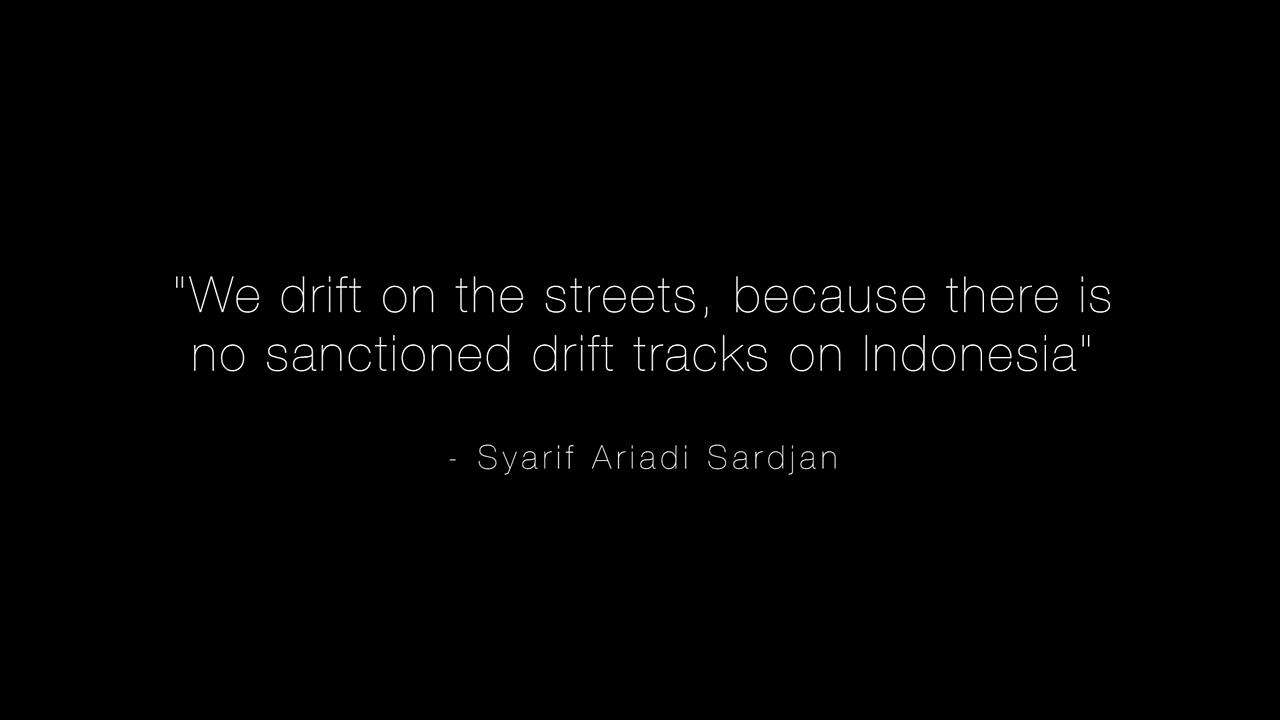 "We drift on the streets, because there is
no sanctioned drift tracks on Indonesia"
- Syarif Ariadi Sardjan